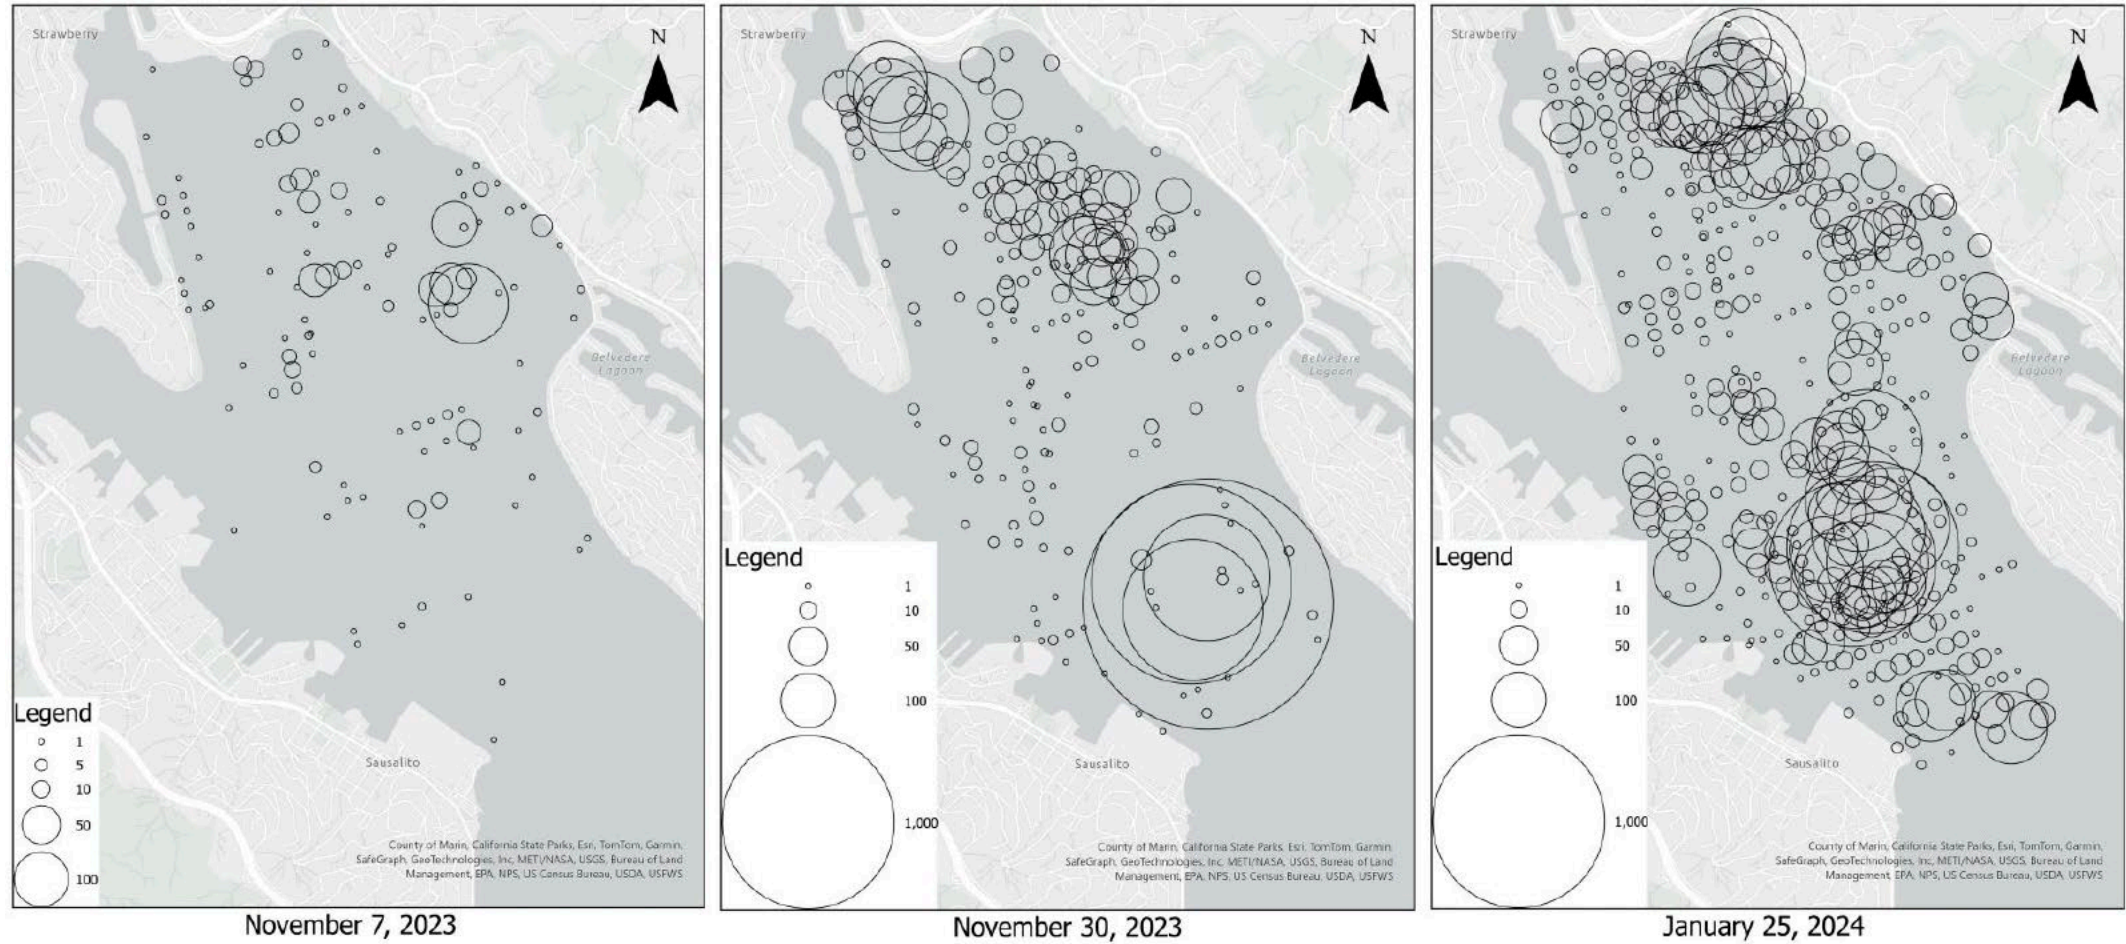 Strawberry
N
Belvedere
Lagoon
Legend
1
5
10
50
100
Sausalito
County of Marin, California State Parks, Esri, TomTom, Garmin,
SafeGraph, GeoTechnologies, Inc, METI/NASA, USGS, Bureau of Land
Management, EPA, NPS, US Census Bureau, USDA, USFWS
November 7, 2023
Strawberry
N
Belvedere
Lagoon
Legend
1
10
50
100
1,000
Sausalito
County of Marin, California State Parks, Esri, TomTom, Garmin,
SafeGraph, GeoTechnologies, Inc, METI/NASA, USGS, Bureau of Land
Management, EPA, NPS, US Census Bureau, USDA, USFWS
November 30, 2023
Strawberry
N
Belvedere
Lagoon
Legend
1
10
50
100
1,000
Sausalito
County of Marin, California State Parks, Esri, TomTom, Garmin,
SafeGraph, GeoTechnologies, Inc, METI/NASA, USGS, Bureau of Land
Management, EPA, NPS, US Census Bureau, USDA, USFWS
January 25, 2024